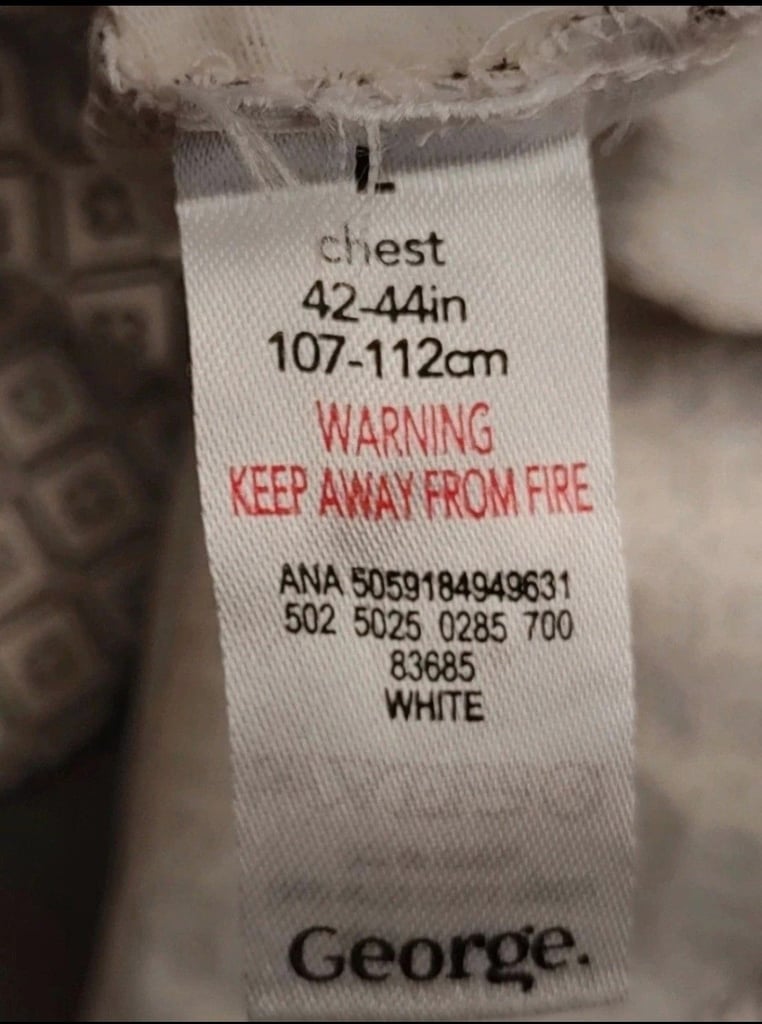 L
chest
42-44in
107-112cm
WARNING
KEEP AWAY FROM FIRE
ANA 5059184949631
502 5025 0285 700
83685
WHITE
George.